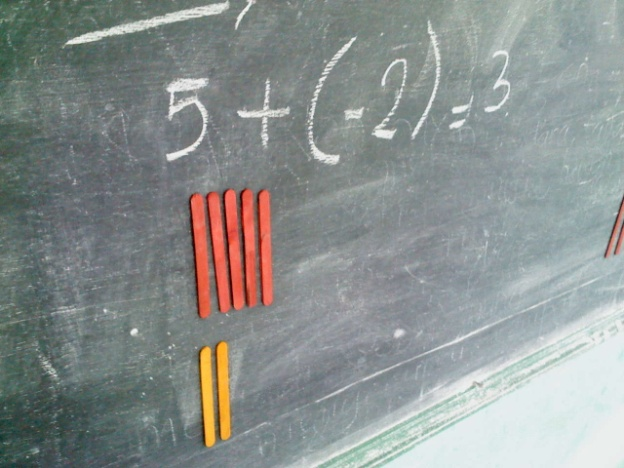 5 + (-2) = 3